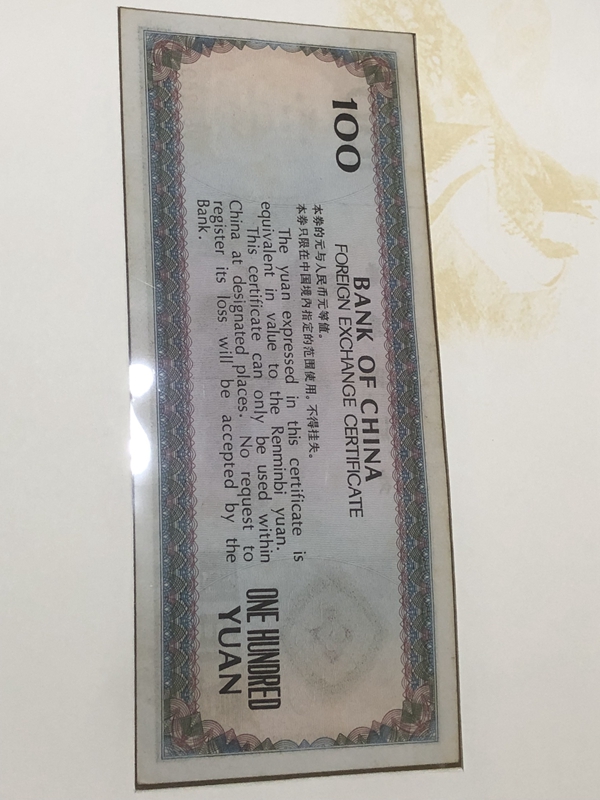 100
BANK OF CHINA
FOREIGN EXCHANGE CERTIFICATE
本券的元与人民币元等值。
本券只限在中国境内指定的范围使用。不得挂失。
The yuan expressed in this certificate is
equivalent in value to the Renminbi yuan.
This certificate can only be used within
China at designated places. No request to
register its loss will be accepted by the
Bank.
ONE HUNDRED
YUAN